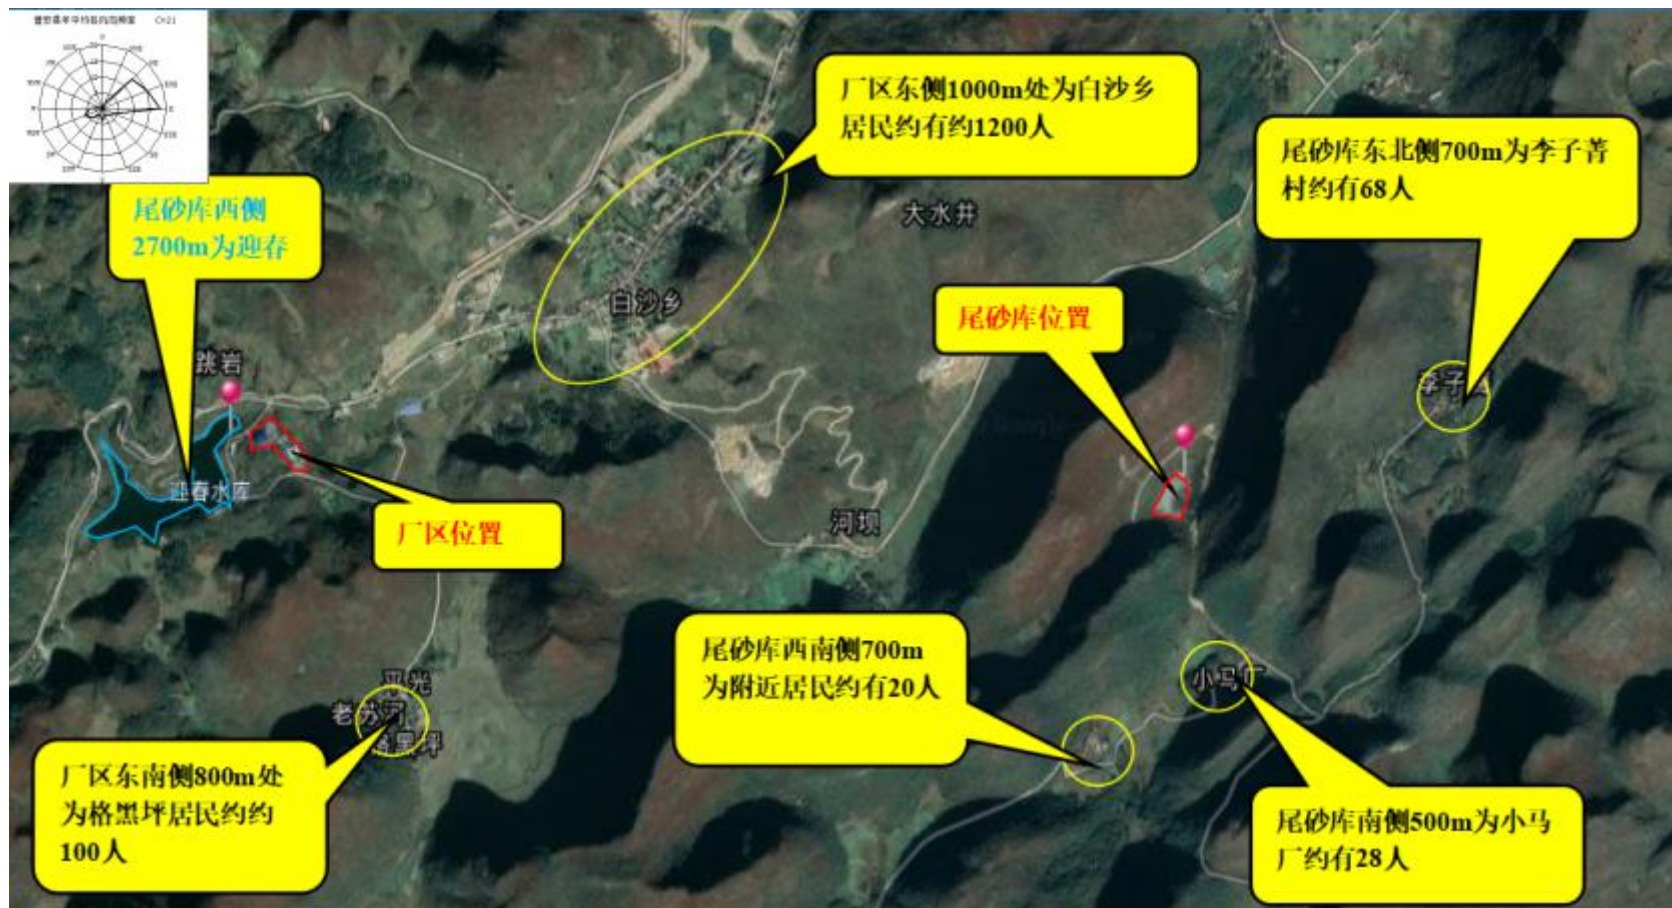 厂区东侧1000m处为白沙乡
居民约有约1200人
尾砂库东北侧700m为李子菁
村约有68人
尾砂库西侧
2700m为迎春
大水井
白沙乡
尾砂库位置
跳岩
迎春水库
厂区位置
河坝
尾砂库西南侧700m
为附近居民约有20人
小马厂
平光
老苏河
格黑坪
厂区东南侧800m处
为格黑坪居民约约
100人
尾砂库南侧500m为小马
厂约有28人